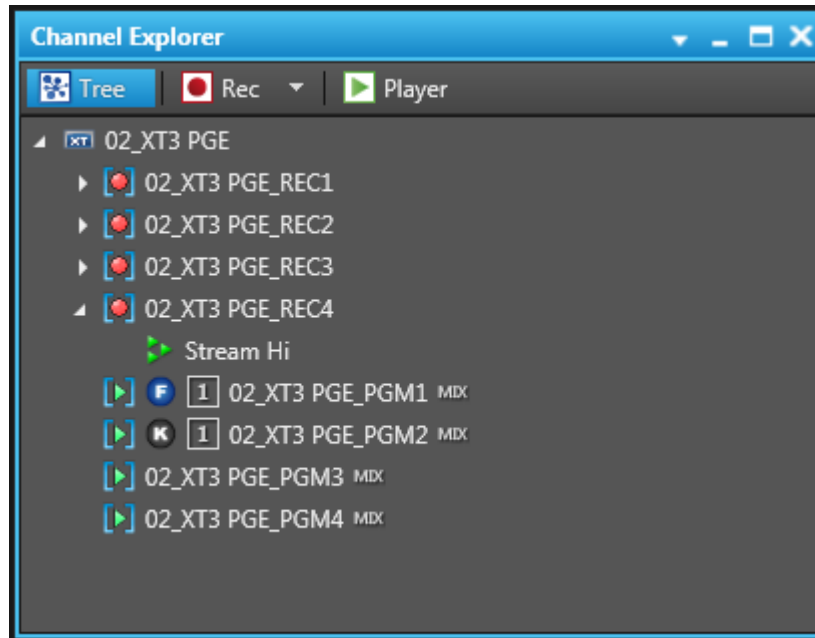 Channel Explorer
Tree Rec Player
XT 02_XT3 PGE
02_XT3 PGE_REC1
02_XT3 PGE_REC2
02_XT3 PGE_REC3
02_XT3 PGE_REC4
Stream Hi
F 1 02_XT3 PGE_PGM1 MIX
K 1 02_XT3 PGE_PGM2 MIX
02_XT3 PGE_PGM3 MIX
02_XT3 PGE_PGM4 MIX